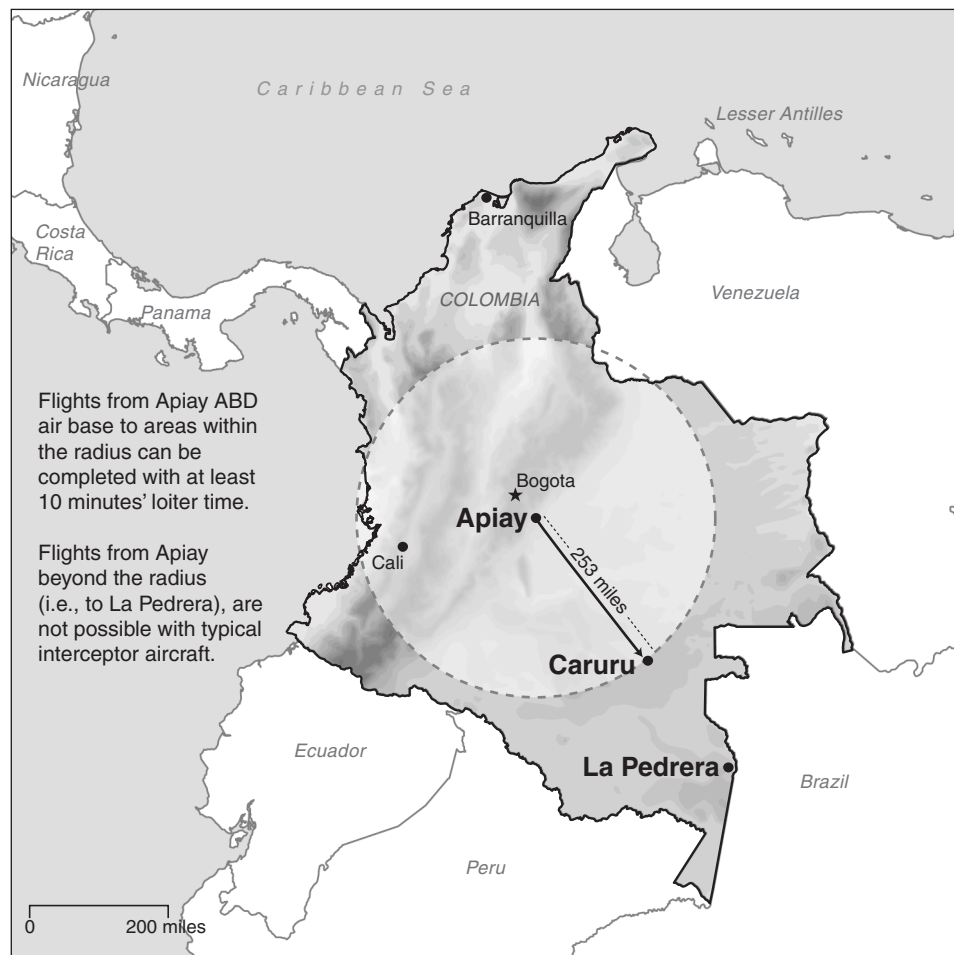 Nicaragua
Caribbean Sea
Lesser Antilles
Barranquilla
Costa
Rica
Panama
COLOMBIA
Venezuela
Flights from Apiay ABD
air base to areas within
the radius can be
completed with at least
10 minutes' loiter time.
Bogota
Apiay
Cali
253 miles
Flights from Apiay
beyond the radius
(i.e., to La Pedrera), are
not possible with typical
interceptor aircraft.
Caruru
Ecuador
La Pedrera
Brazil
Peru
0
200 miles